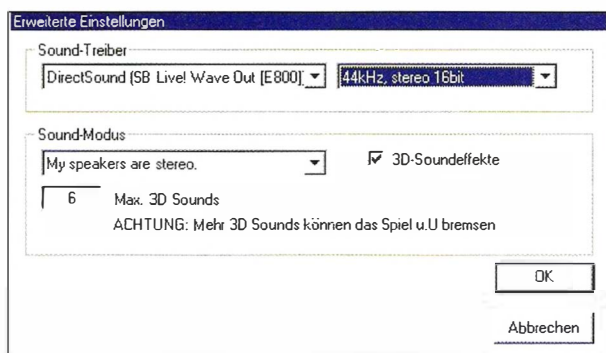 Erweiterte Einstellungen
Sound-Treiber
DirectSound (SB Live! Wave Out [E800] 44kHz, stereo 16bit
Sound-Modus
My speakers are stereo. 3D-Soundeffekte
6 Max. 3D Sounds
ACHTUNG: Mehr 3D Sounds können das Spiel u.U bremsen
OK
Abbrechen